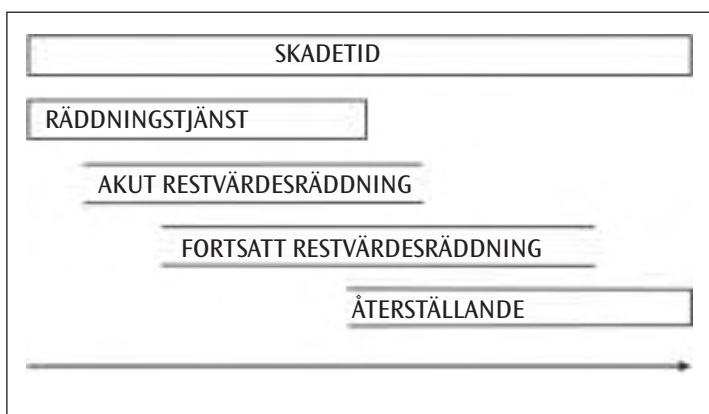 SKADETID
RÄDDNINGSTJÄNST
AKUT RESTVÄRDESRÄDDNING
FORTSATT RESTVÄRDESRÄDDNING
ÅTERSTÄLLANDE